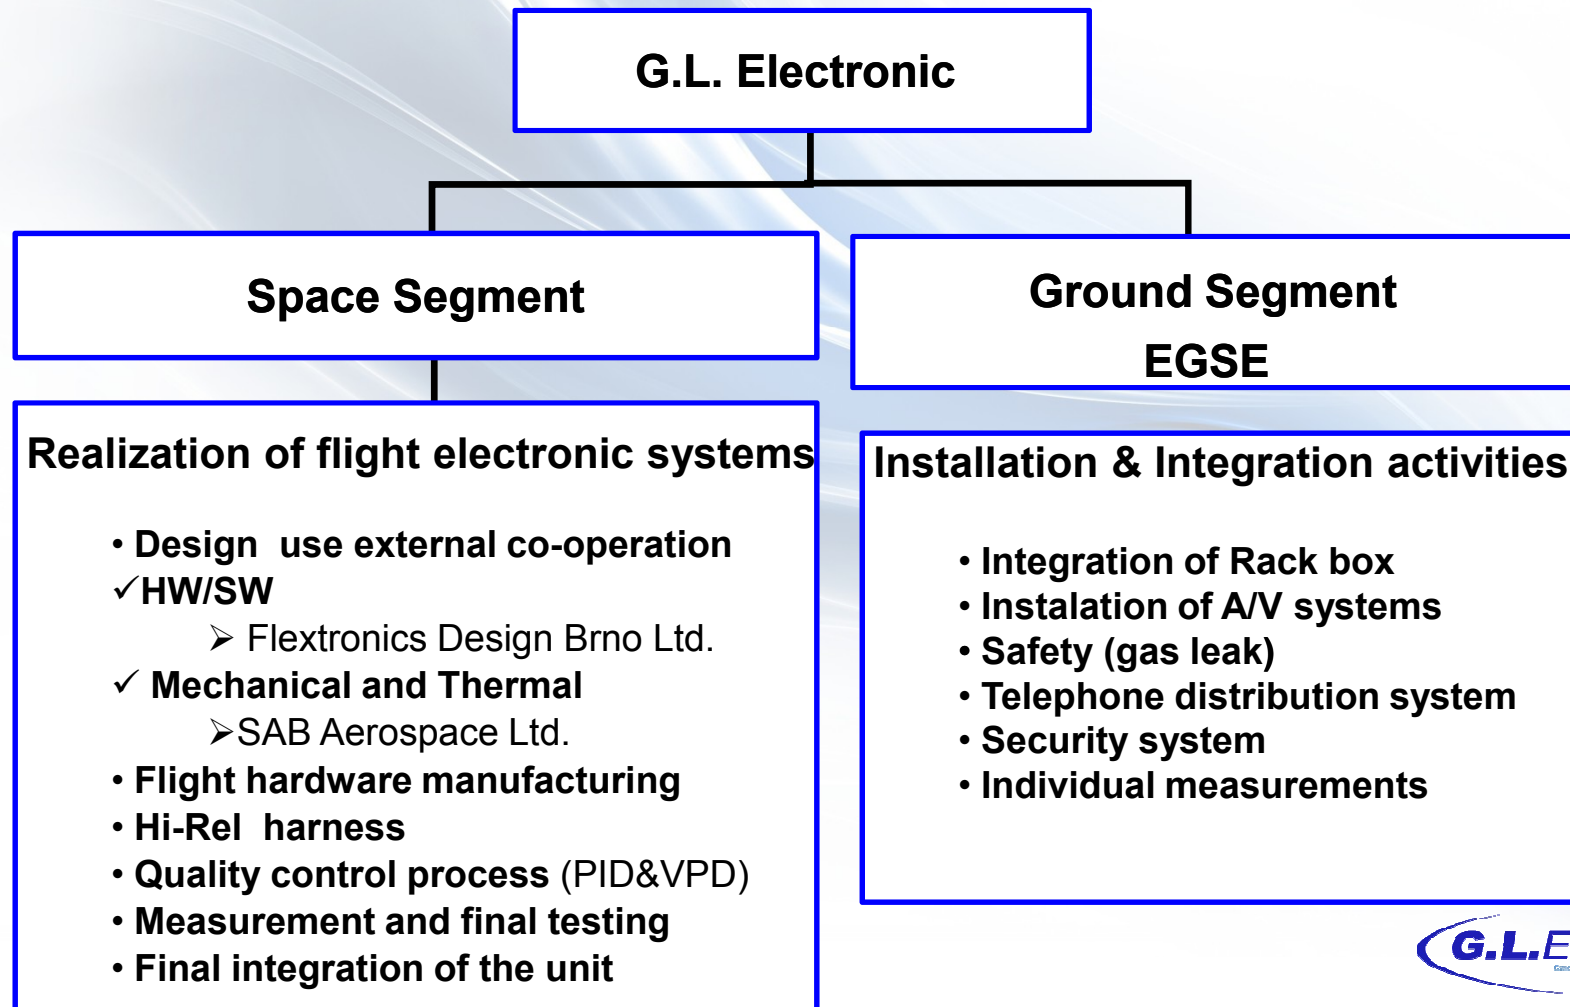 G.L. Electronic
Space Segment
Ground Segment
EGSE
Realization of flight electronic systems
• Design use external co-operation
✓HW/SW
➢ Flextronics Design Brno Ltd.
✓ Mechanical and Thermal
➢SAB Aerospace Ltd.
• Flight hardware manufacturing
• Hi-Rel harness
• Quality control process (PID&VPD)
• Measurement and final testing
• Final integration of the unit
Installation & Integration activities
• Integration of Rack box
• Instalation of A/V systems
• Safety (gas leak)
• Telephone distribution system
• Security system
• Individual measurements
G.L.E